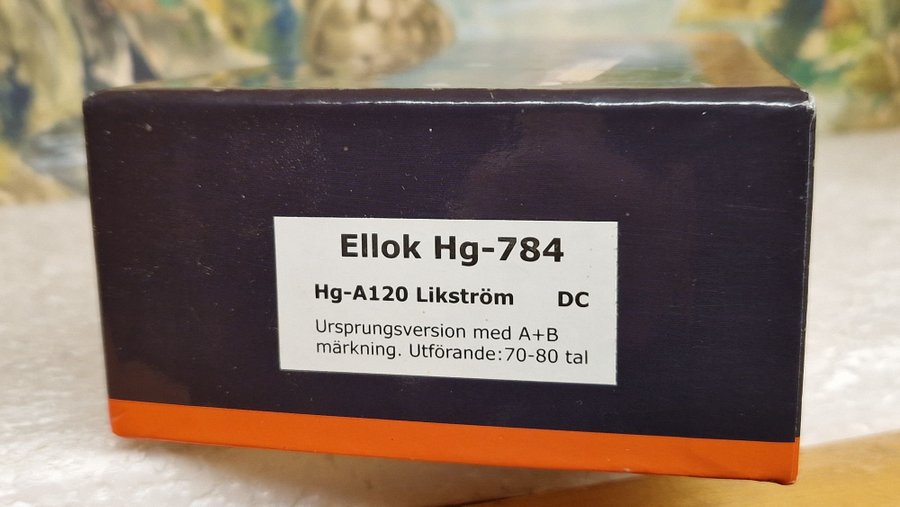 Ellok Hg-784
Hg-A120 Likström DC
Ursprungsversion med A+B
märkning. Utförande:70-80 tal